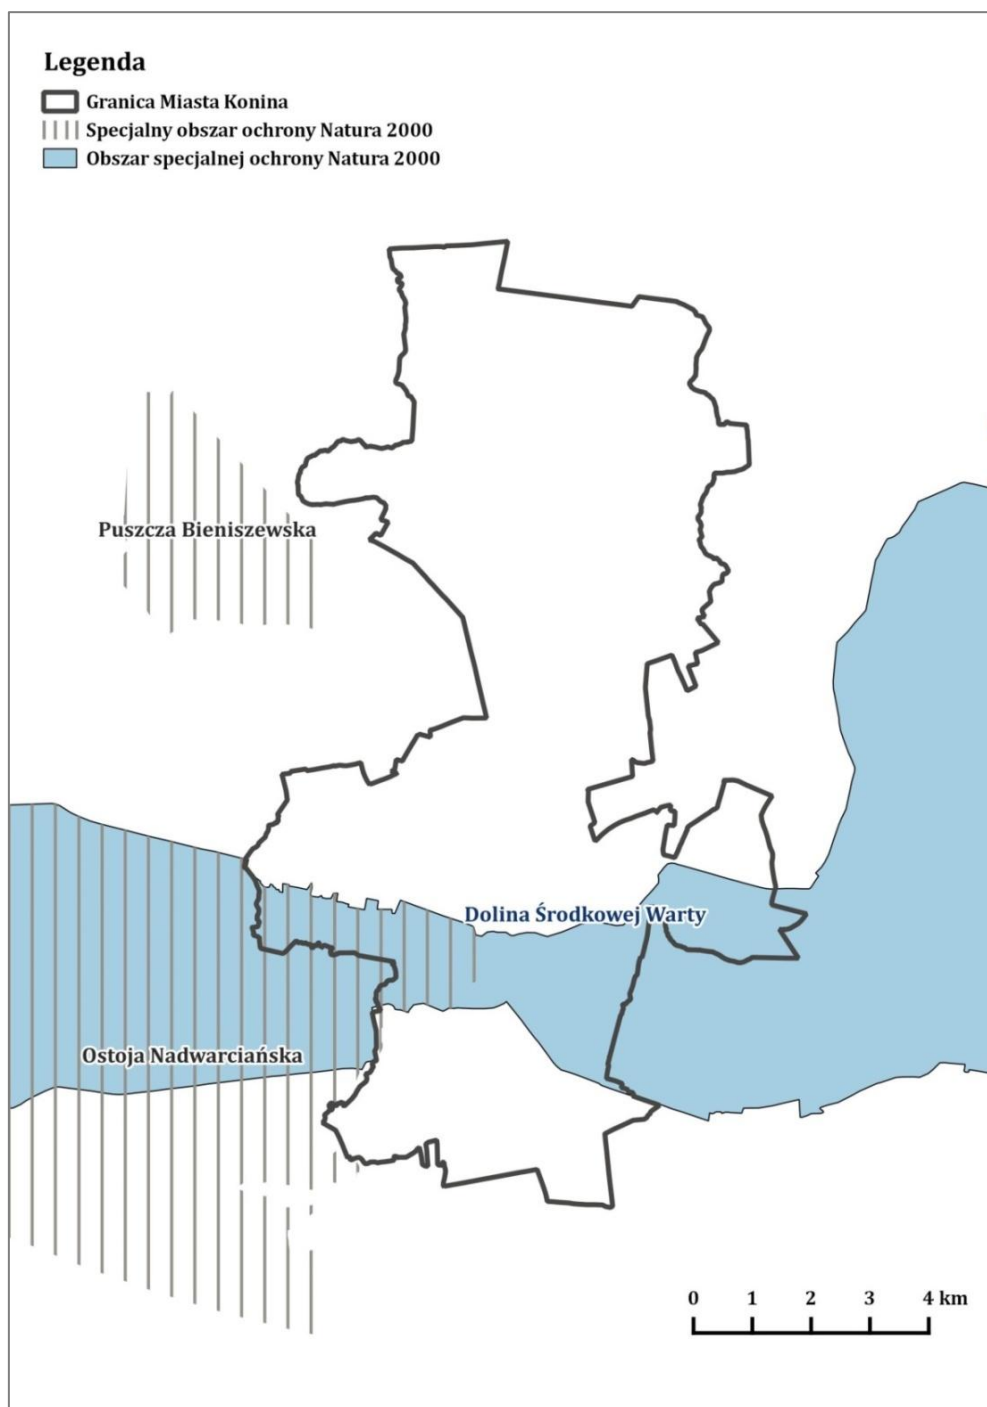 Legenda
Granica Miasta Konina
Specjalny obszar ochrony Natura 2000
Obszar specjalnej ochrony Natura 2000
Puszcza Bieniszewska
Dolina Środkowej Warty
Ostoja Nadwarciańska
0 1 2 3 4 km